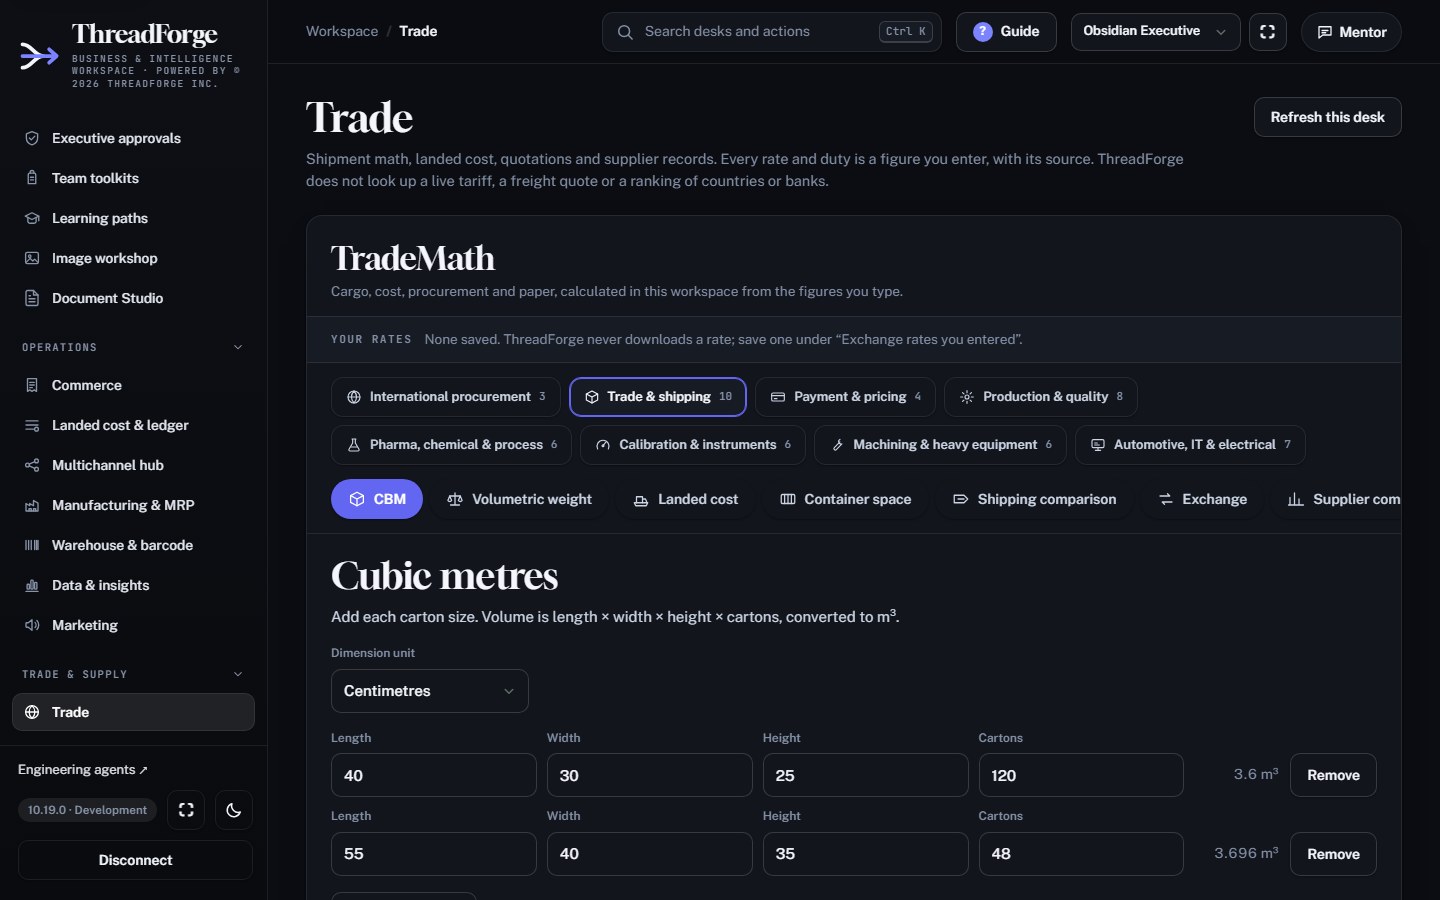 ThreadForge
BUSINESS & INTELLIGENCE
WORKSPACE · POWERED BY ©
2026 THREADFORGE INC.
Executive approvals
Team toolkits
Learning paths
Image workshop
Document Studio
OPERATIONS
Commerce
Landed cost & ledger
Multichannel hub
Manufacturing & MRP
Warehouse & barcode
Data & insights
Marketing
TRADE & SUPPLY
Trade
Engineering agents ↗
10.19.0 · Development
Disconnect
Workspace / Trade
Search desks and actions Ctrl K
? Guide
Obsidian Executive
Mentor
Trade
Refresh this desk
Shipment math, landed cost, quotations and supplier records. Every rate and duty is a figure you enter, with its source. ThreadForge
does not look up a live tariff, a freight quote or a ranking of countries or banks.
TradeMath
Cargo, cost, procurement and paper, calculated in this workspace from the figures you type.
YOUR RATES None saved. ThreadForge never downloads a rate; save one under “Exchange rates you entered”.
International procurement 3 Trade & shipping 10 Payment & pricing 4 Production & quality 8
Pharma, chemical & process 6 Calibration & instruments 6 Machining & heavy equipment 6 Automotive, IT & electrical 7
CBM Volumetric weight Landed cost Container space Shipping comparison Exchange Supplier com
Cubic metres
Add each carton size. Volume is length × width × height × cartons, converted to m³.
Dimension unit
Centimetres
Length Width Height Cartons
40 30 25 120 3.6 m³ Remove
Length Width Height Cartons
55 40 35 48 3.696 m³ Remove